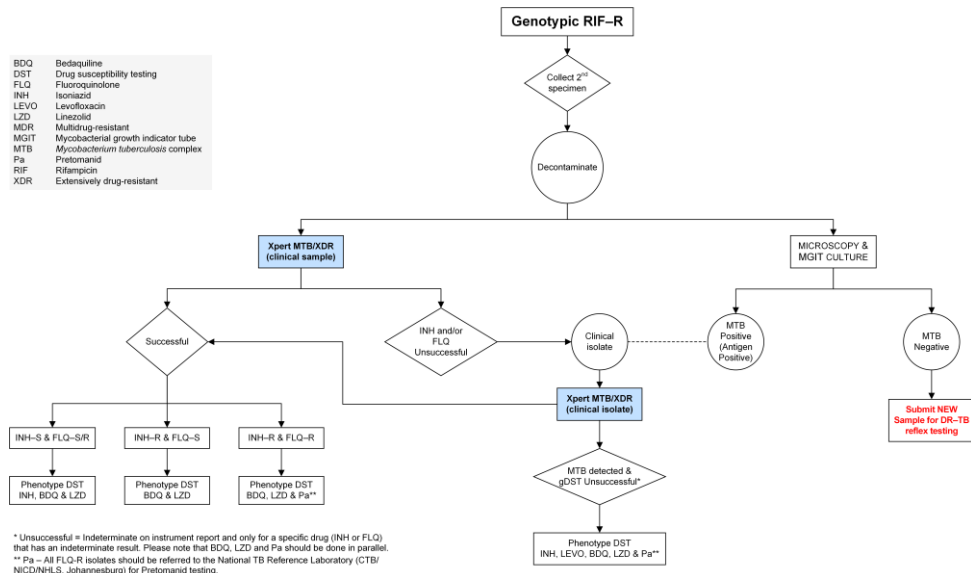 Genotypic RIF–R
BDQ Bedaquiline
DST Drug susceptibility testing
FLQ Fluoroquinolone
INH Isoniazid
LEVO Levofloxacin
LZD Linezolid
MDR Multidrug-resistant
MGIT Mycobacterial growth indicator tube
MTB Mycobacterium tuberculosis complex
Pa Pretomanid
RIF Rifampicin
XDR Extensively drug-resistant
Collect 2nd
specimen
Decontaminate
Xpert MTB/XDR
(clinical sample)
MICROSCOPY &
MGIT CULTURE
Successful
INH and/or
FLQ
Unsuccessful
Clinical
isolate
MTB
Positive
(Antigen
Positive)
MTB
Negative
Xpert MTB/XDR
(clinical isolate)
Submit NEW
Sample for DR–TB
reflex testing
INH–S & FLQ–S/R
INH–R & FLQ–S
INH–R & FLQ–R
Phenotype DST
INH, BDQ & LZD
Phenotype DST
BDQ & LZD
Phenotype DST
BDQ, LZD & Pa**
MTB detected &
gDST Unsuccessful*
Phenotype DST
INH, LEVO, BDQ, LZD & Pa**
* Unsuccessful = Indeterminate on instrument report and only for a specific drug (INH or FLQ)
that has an indeterminate result. Please note that BDQ, LZD and Pa should be done in parallel.
** Pa – All FLQ-R isolates should be referred to the National TB Reference Laboratory (CTB/
NICD/NHLS, Johannesburg) for Pretomanid testing.